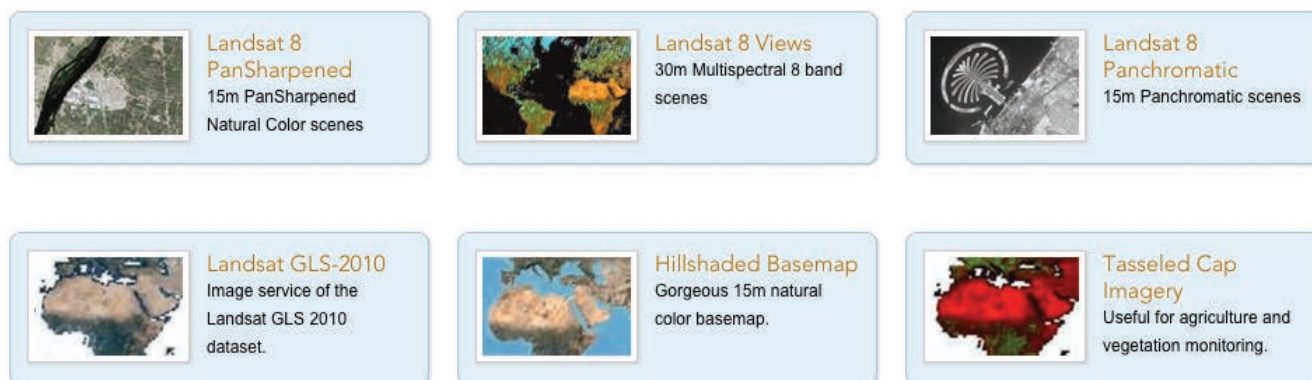 Landsat 8
PanSharpened
15m PanSharpened
Natural Color scenes
Landsat 8 Views
30m Multispectral 8 band
scenes
Landsat 8
Panchromatic
15m Panchromatic scenes
Landsat GLS-2010
Image service of the
Landsat GLS 2010
dataset.
Hillshaded Basemap
Gorgeous 15m natural
color basemap.
Tasseled Cap
Imagery
Useful for agriculture and
vegetation monitoring.